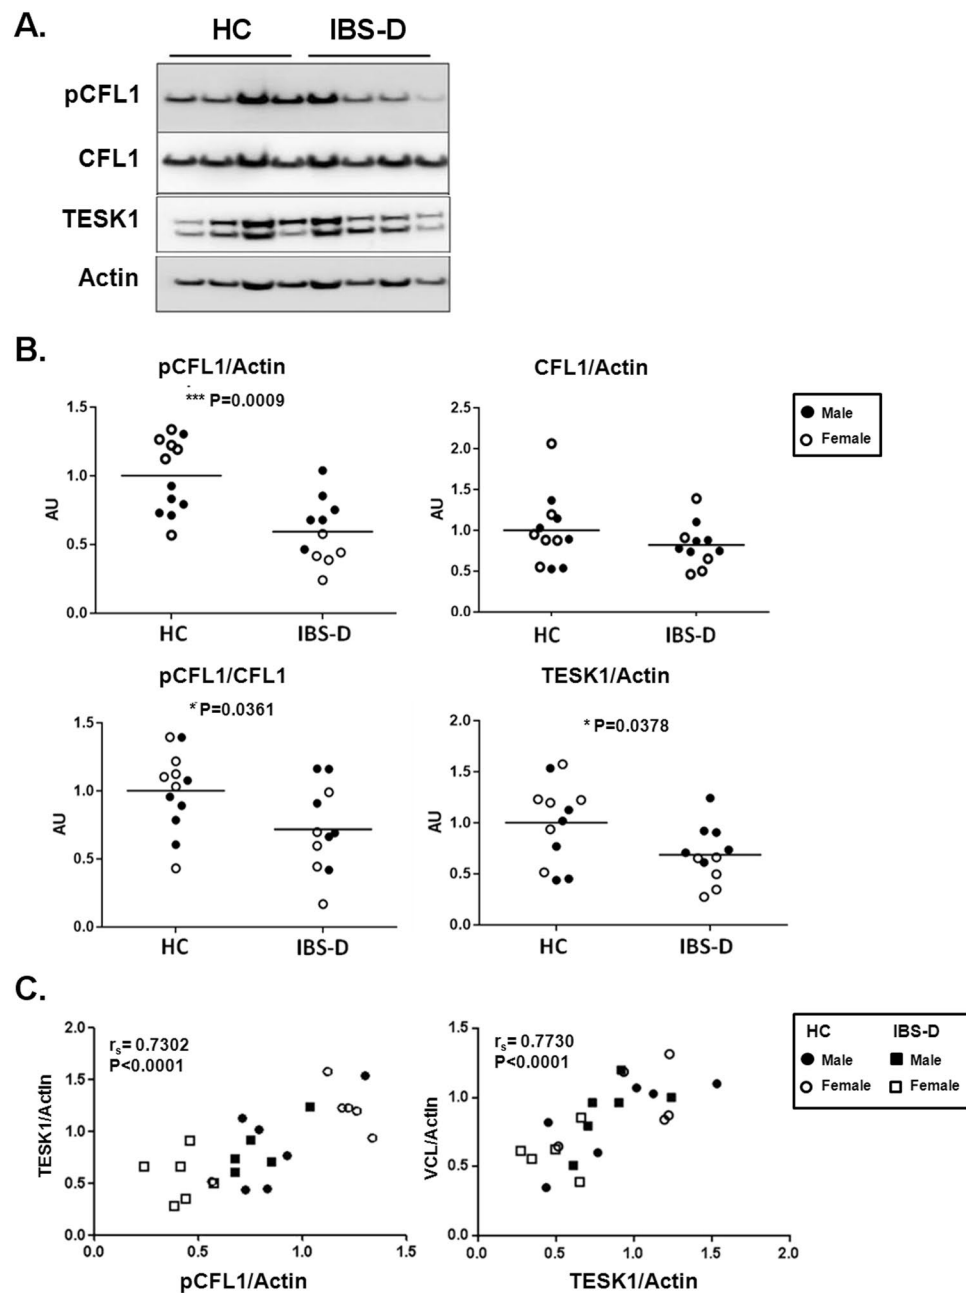 A.
HC IBS-D
pCFL1
CFL1
TESK1
Actin
B.
pCFL1/Actin
*** P=0.0009
AU
1.5
1.0
0.5
0.0
HC IBS-D
CFL1/Actin
AU
2.5
2.0
1.5
1.0
0.5
0.0
HC IBS-D
Male
Female
pCFL1/CFL1
* P=0.0361
AU
1.5
1.0
0.5
0.0
HC IBS-D
TESK1/Actin
* P=0.0378
AU
2.0
1.5
1.0
0.5
0.0
HC IBS-D
C.
rs= 0.7302
P<0.0001
TESK1/Actin
2.0
1.5
1.0
0.5
0.0
0.0 0.5 1.0 1.5
pCFL1/Actin
rs= 0.7730
P<0.0001
VCL/Actin
1.5
1.0
0.5
0.0
0.0 0.5 1.0 1.5 2.0
TESK1/Actin
HC IBS-D
Male Male
Female Female